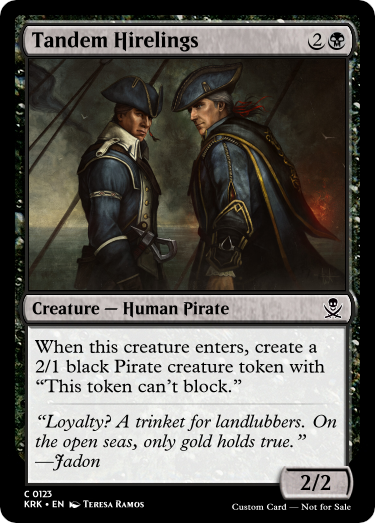 Tandem Hirelings 2
Creature — Human Pirate
When this creature enters, create a
2/1 black Pirate creature token with
“This token can’t block.”
“Loyalty? A trinket for landlubbers. On
the open seas, only gold holds true.”
—Jadon
2/2
C 0123
KRK • EN Teresa Ramos
Custom Card — Not for Sale